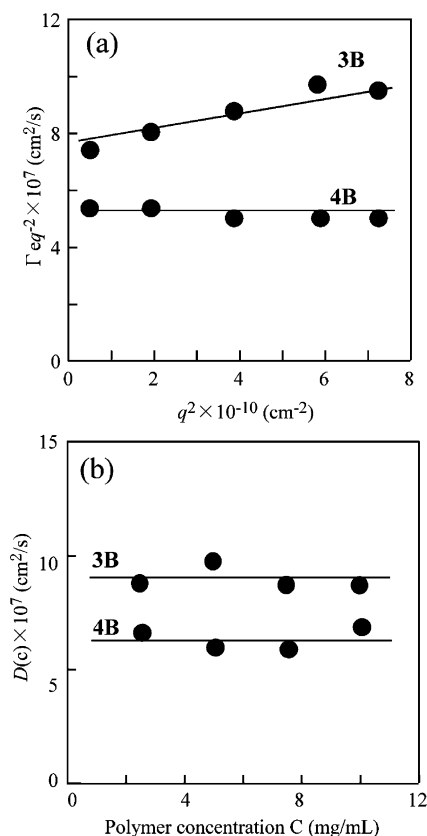 (a)
12
3B
8
4B
4
0
0 2 4 6 8
Γ eq-2×10⁷ (cm²/s)
q²×10-10 (cm-2)
(b)
15
10
3B
4B
5
0
0 4 8 12
D(c)×10⁷ (cm²/s)
Polymer concentration C (mg/mL)